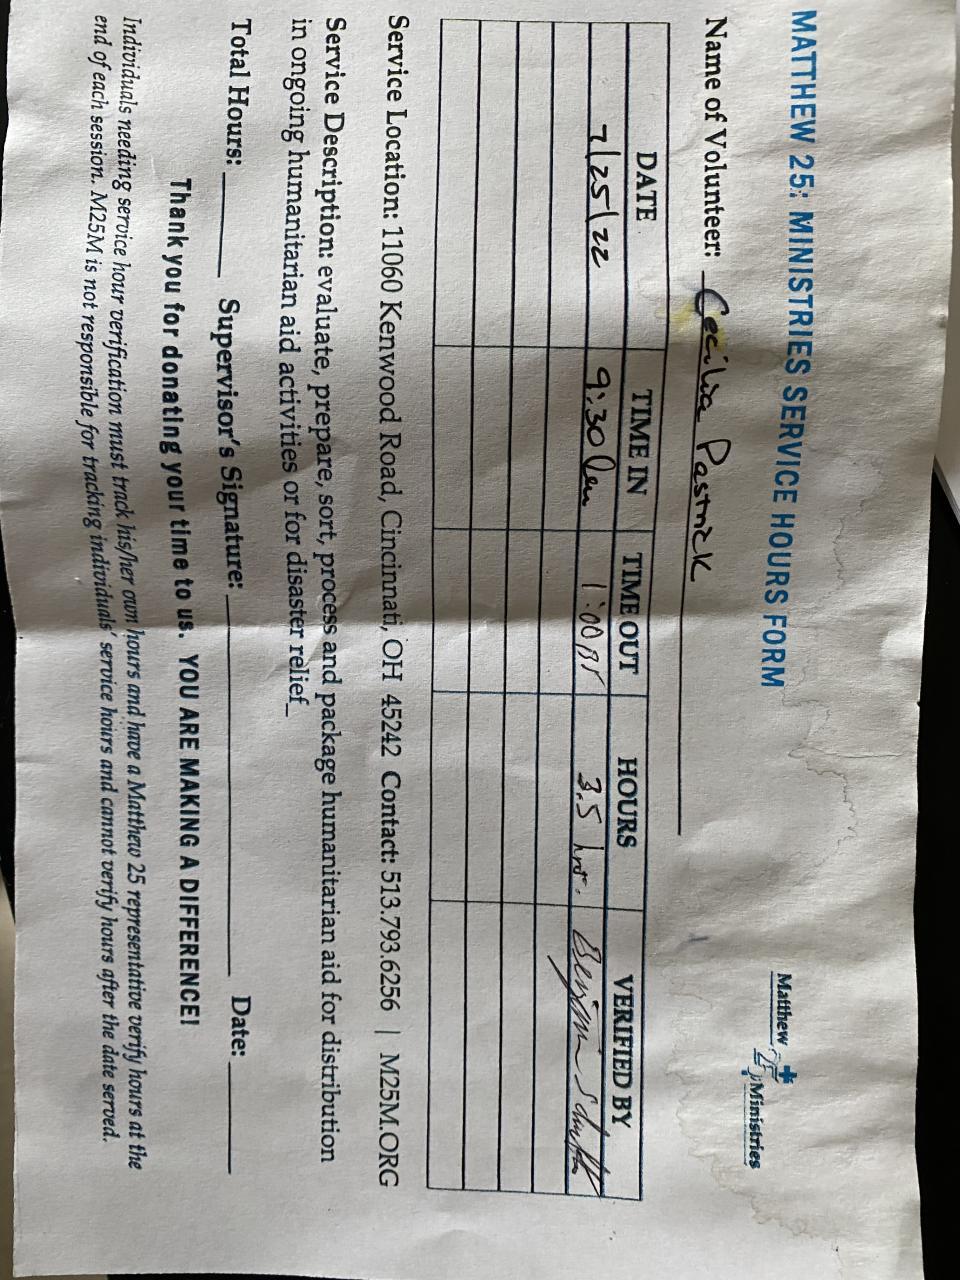 MATTHEW 25: MINISTRIES SERVICE HOURS FORM
Matthew 25 Ministries
Name of Volunteer: Cecilia Pastrick
DATE TIME IN TIME OUT HOURS VERIFIED BY
7/25/22 9:30 1:00 3.5 hrs. Benjamin
Service Location: 11060 Kenwood Road, Cincinnati, OH 45242 Contact: 513.793.6256 | M25M.ORG
Service Description: evaluate, prepare, sort, process and package humanitarian aid for distribution
in ongoing humanitarian aid activities or for disaster relief_
Total Hours: ______ Supervisor's Signature: ______ Date: ______
Thank you for donating your time to us. YOU ARE MAKING A DIFFERENCE!
Individuals needing service hour verification must track his/her own hours and have a Matthew 25 representative verify hours at the
end of each session. M25M is not responsible for tracking individuals' service hours and cannot verify hours after the date served.